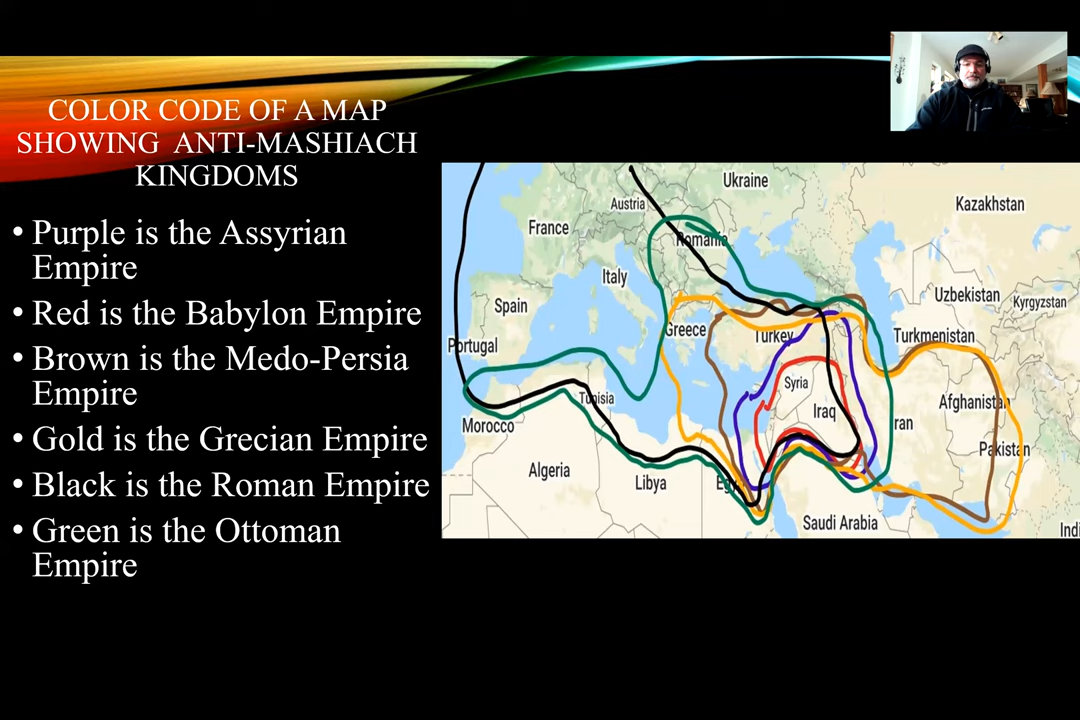 COLOR CODE OF A MAP
SHOWING ANTI-MASHIACH
KINGDOMS
• Purple is the Assyrian
Empire
• Red is the Babylon Empire
• Brown is the Medo-Persia
Empire
• Gold is the Grecian Empire
• Black is the Roman Empire
• Green is the Ottoman
Empire
Ukraine
Austria
Kazakhstan
France
Romania
Italy
Uzbekistan
Kyrgyzstan
Spain
Greece
Turkey
Turkmenistan
Portugal
Syria
Tunisia
Afghanistan
Iraq
Iran
Morocco
Pakistan
Algeria
Libya
Egypt
Saudi Arabia
Indi